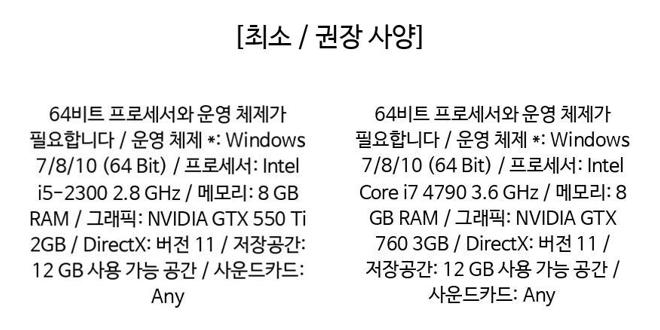 [최소 / 권장 사양]
64비트 프로세서와 운영 체제가
필요합니다 / 운영 체제 *: Windows
7/8/10 (64 Bit) / 프로세서: Intel
i5-2300 2.8 GHz / 메모리: 8 GB
RAM / 그래픽: NVIDIA GTX 550 Ti
2GB / DirectX: 버전 11 / 저장공간:
12 GB 사용 가능 공간 / 사운드카드:
Any
64비트 프로세서와 운영 체제가
필요합니다 / 운영 체제 *: Windows
7/8/10 (64 Bit) / 프로세서: Intel
Core i7 4790 3.6 GHz / 메모리: 8
GB RAM / 그래픽: NVIDIA GTX
760 3GB / DirectX: 버전 11 /
저장공간: 12 GB 사용 가능 공간 /
사운드카드: Any